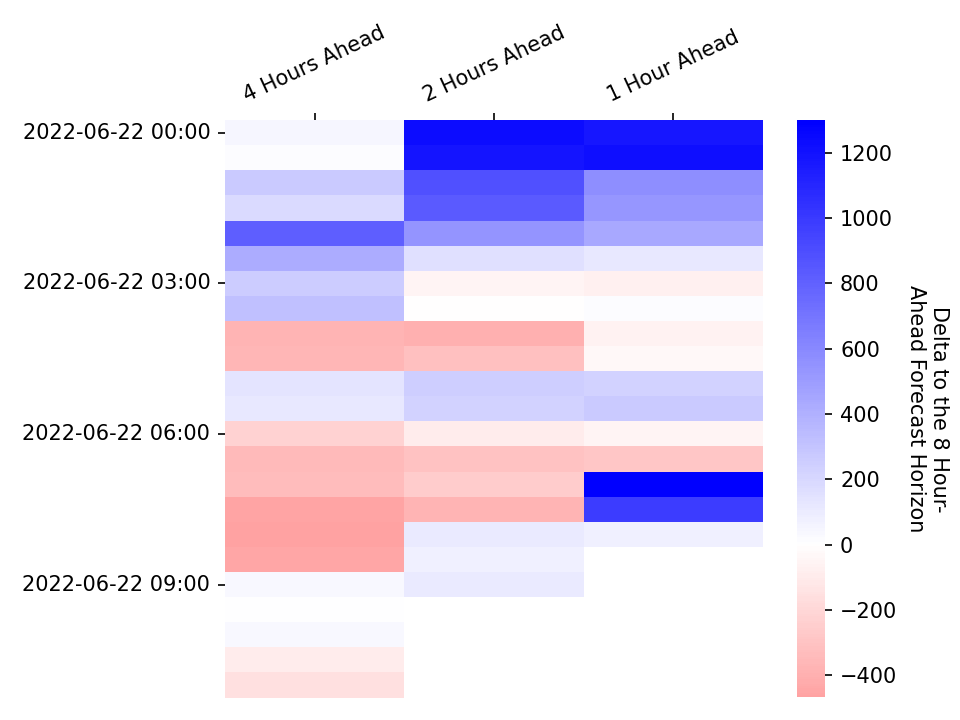 4 Hours Ahead
2 Hours Ahead
1 Hour Ahead
2022-06-22 00:00
2022-06-22 03:00
2022-06-22 06:00
2022-06-22 09:00
1200
1000
800
600
400
200
0
−200
−400
Delta to the 8 Hour-
Ahead Forecast Horizon